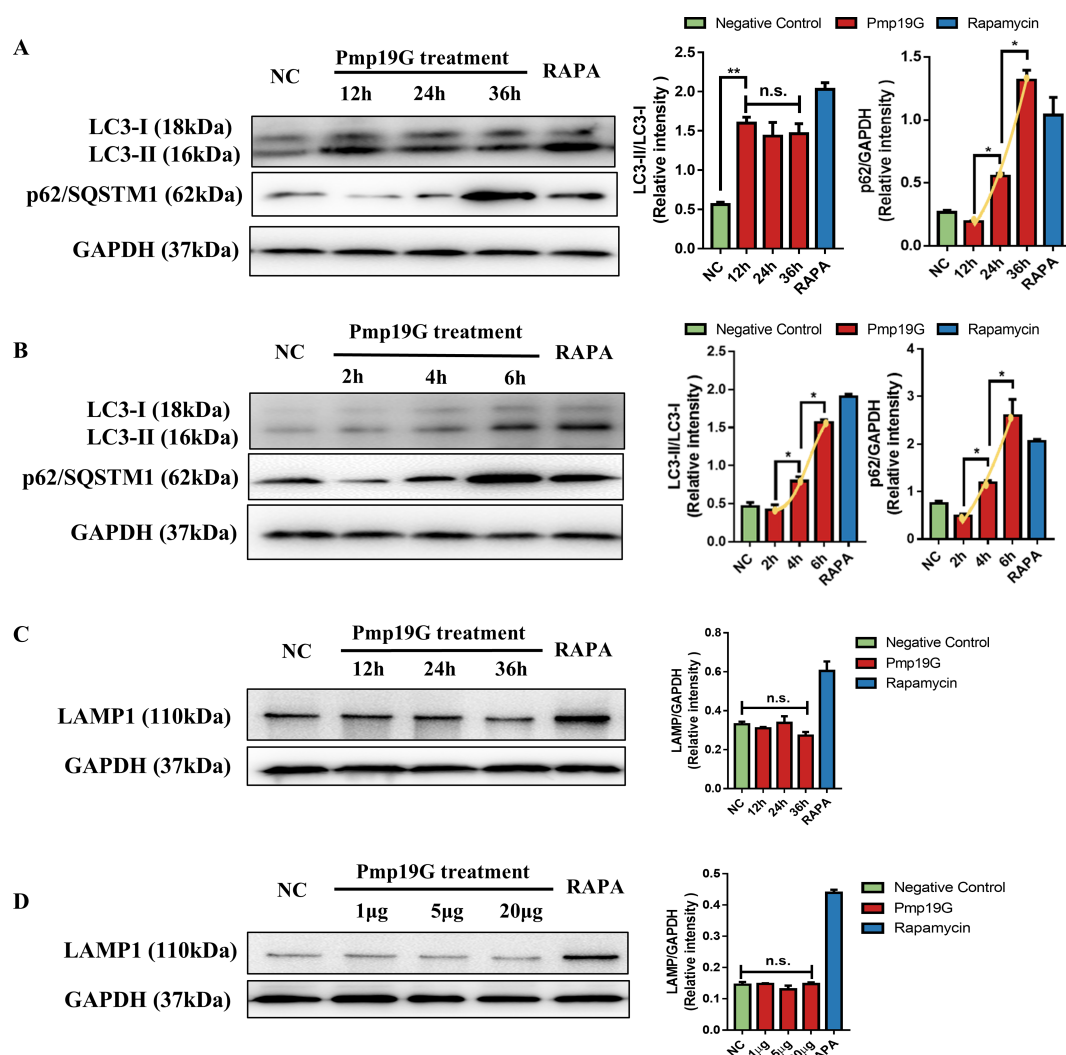 Negative Control Pmp19G Rapamycin
A
NC
Pmp19G treatment
RAPA
12h 24h 36h
LC3-I (18kDa)
LC3-II (16kDa)
p62/SQSTM1 (62kDa)
GAPDH (37kDa)
LC3-II/LC3-I
(Relative intensity )
2.5
2.0
1.5
1.0
0.5
0.0
**
n.s.
NC 12h 24h 36h RAPA
p62/GAPDH
(Relative intensity )
1.5
1.0
0.5
0.0
*
*
NC 12h 24h 36h RAPA
Negative Control Pmp19G Rapamycin
B
NC
Pmp19G treatment
RAPA
2h 4h 6h
LC3-I (18kDa)
LC3-II (16kDa)
p62/SQSTM1 (62kDa)
GAPDH (37kDa)
LC3-II/LC3-I
(Relative intensity )
2.5
2.0
1.5
1.0
0.5
0.0
*
*
NC 2h 4h 6h RAPA
p62/GAPDH
(Relative intensity )
4
3
2
1
0
*
*
NC 2h 4h 6h RAPA
C
NC
Pmp19G treatment
RAPA
12h 24h 36h
LAMP1 (110kDa)
GAPDH (37kDa)
LAMP/GAPDH
(Relative intensity )
0.8
0.6
0.4
0.2
0.0
n.s.
NC 12h 24h 36h RAPA
Negative Control
Pmp19G
Rapamycin
D
NC
Pmp19G treatment
RAPA
1μg 5μg 20μg
LAMP1 (110kDa)
GAPDH (37kDa)
LAMP/GAPDH
(Relative intensity )
0.5
0.4
0.3
0.2
0.1
0.0
n.s.
NC 1μg
Negative Control
Pmp19G
Rapamycin